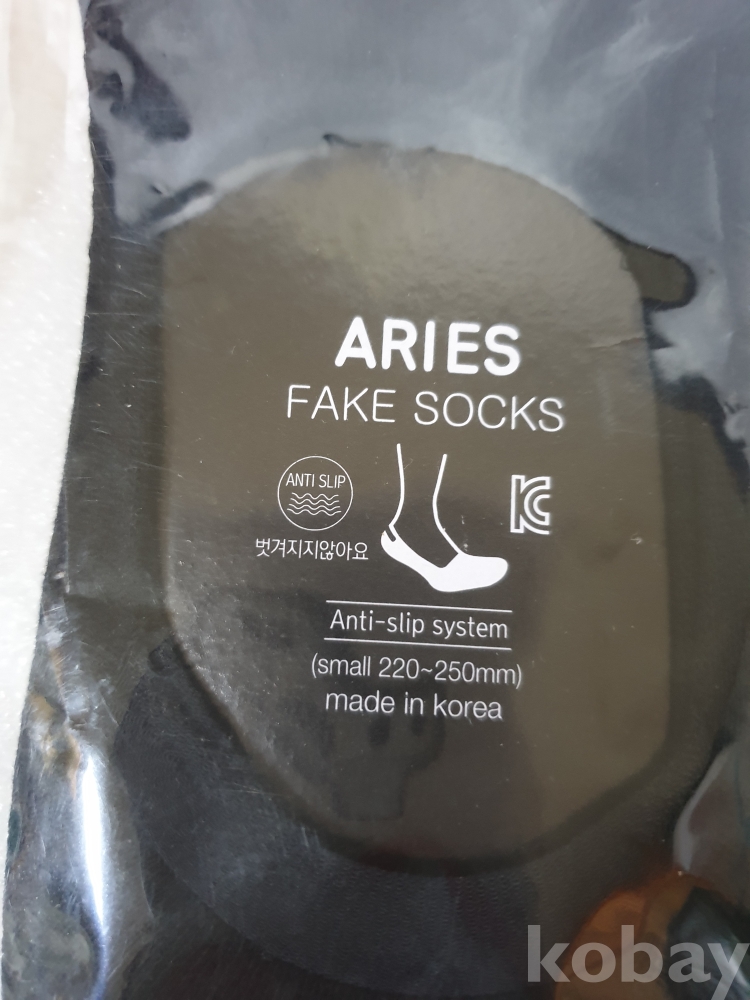 ARIES
FAKE SOCKS
ANTI SLIP
KC
벗겨지지않아요
Anti-slip system
(small 220~250mm)
made in korea
kobay